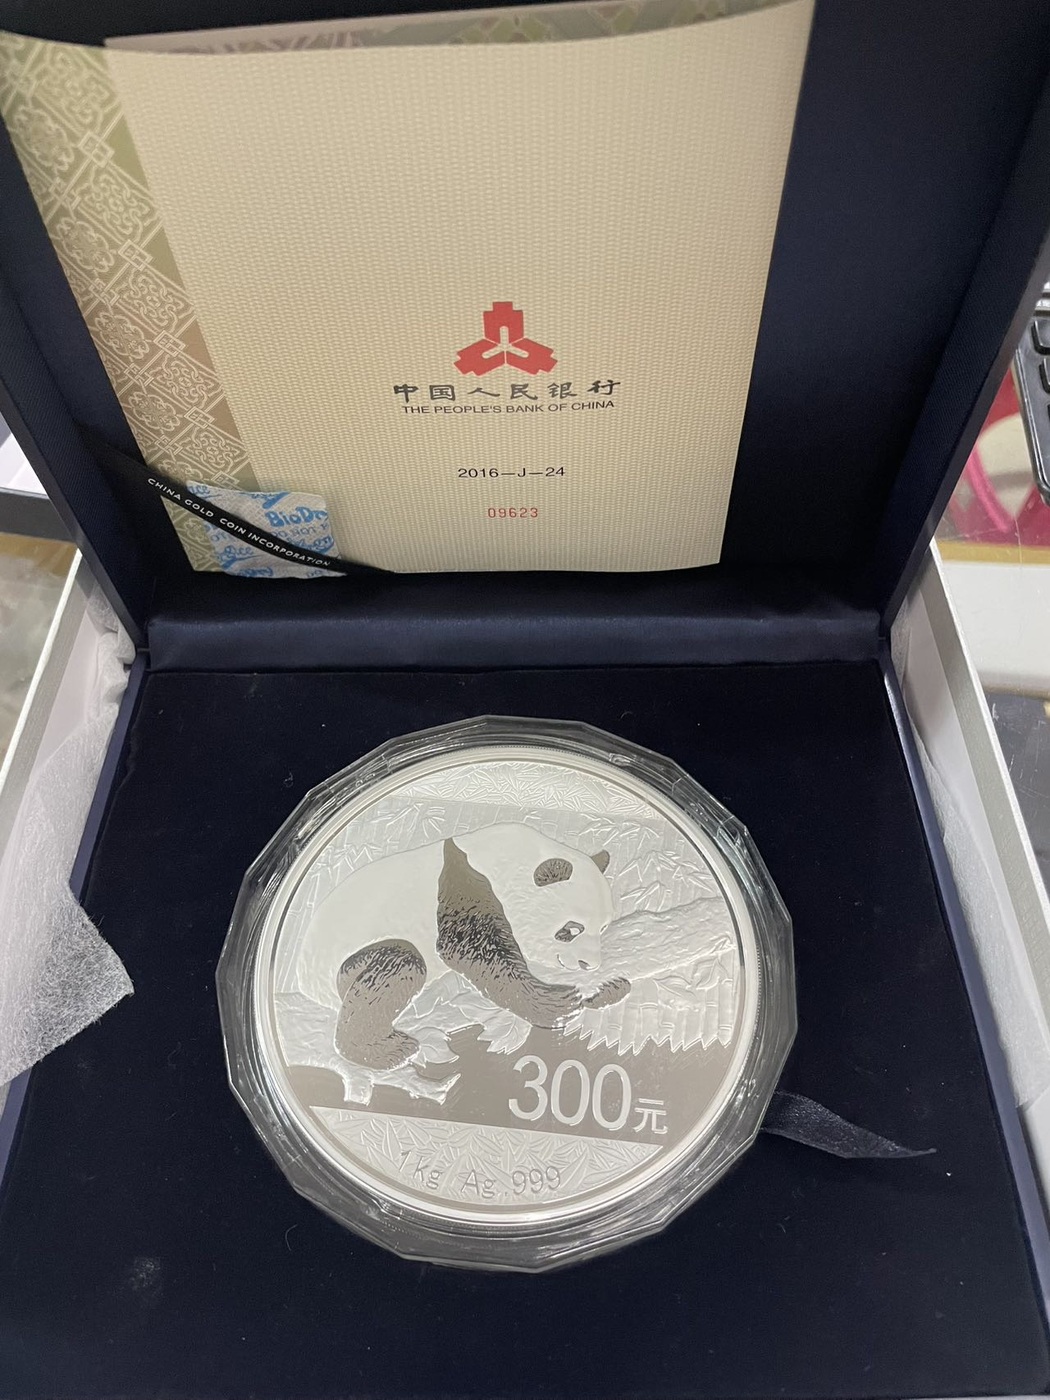 中国人民银行
THE PEOPLE'S BANK OF CHINA
2016—J—24
09623
CHINA GOLD COIN INCORPORATION
BioDr
300元
1kg Ag .999